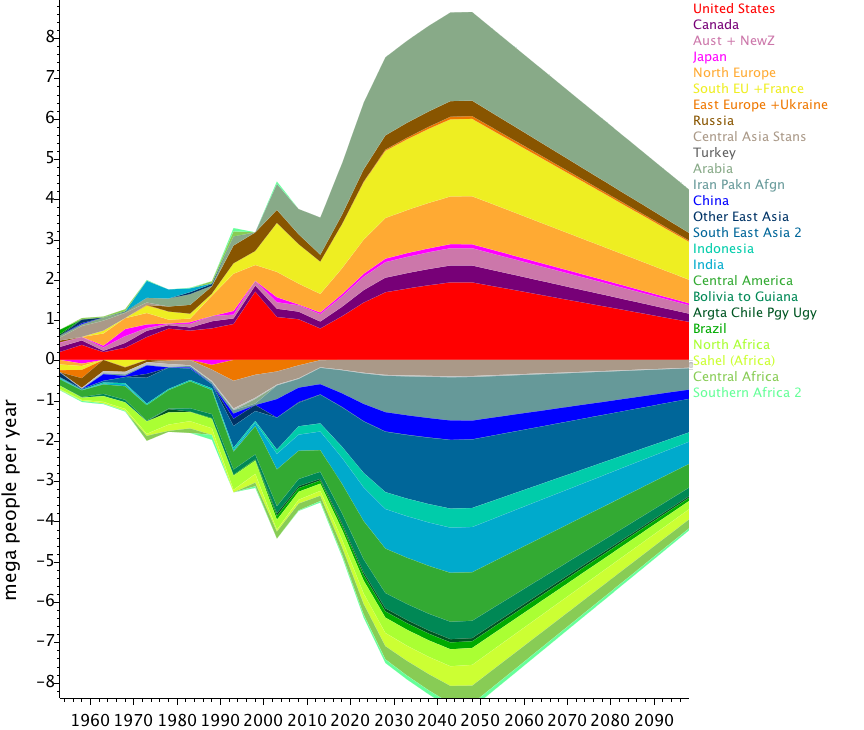 United States
Canada
Aust + NewZ
Japan
North Europe
South EU +France
East Europe +Ukraine
Russia
Central Asia Stans
Turkey
Arabia
Iran Pakn Afgn
China
Other East Asia
South East Asia 2
Indonesia
India
Central America
Bolivia to Guiana
Argta Chile Pgy Ugy
Brazil
North Africa
Sahel (Africa)
Central Africa
Southern Africa 2
8
7
6
5
4
3
2
1
0
-1
-2
-3
-4
-5
-6
-7
-8
mega people per year
1960 1970 1980 1990 2000 2010 2020 2030 2040 2050 2060 2070 2080 2090